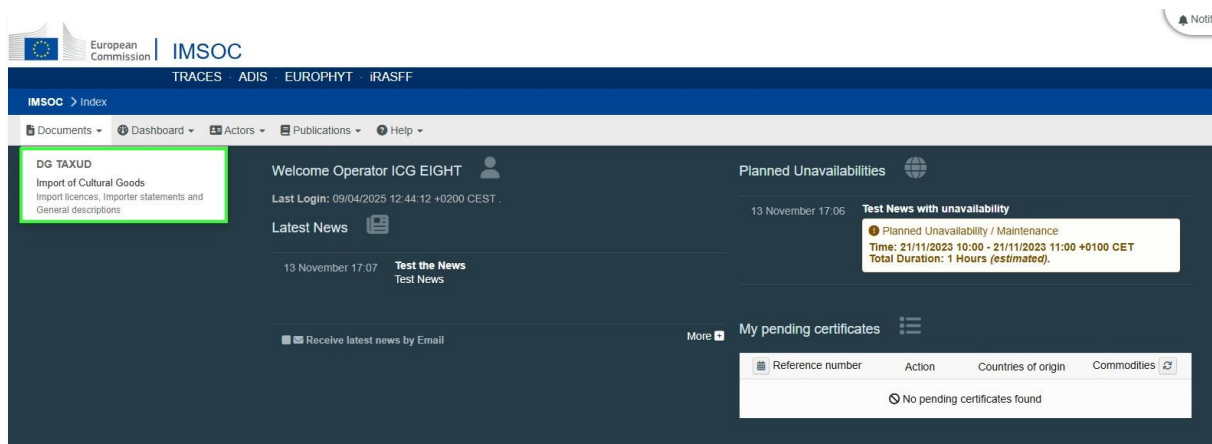 Notif
European
Commission
IMSOC
TRACES · ADIS · EUROPHYT · iRASFF
IMSOC > Index
Documents Dashboard Actors Publications Help
DG TAXUD
Import of Cultural Goods
Import licences, Importer statements and
General descriptions
Welcome Operator ICG EIGHT
Last Login: 09/04/2025 12:44:12 +0200 CEST .
Latest News
13 November 17:07 Test the News
Test News
Receive latest news by Email
More
Planned Unavailabilities
13 November 17:06 Test News with unavailability
Planned Unavailability / Maintenance
Time: 21/11/2023 10:00 - 21/11/2023 11:00 +0100 CET
Total Duration: 1 Hours (estimated).
My pending certificates
Reference number Action Countries of origin Commodities
No pending certificates found